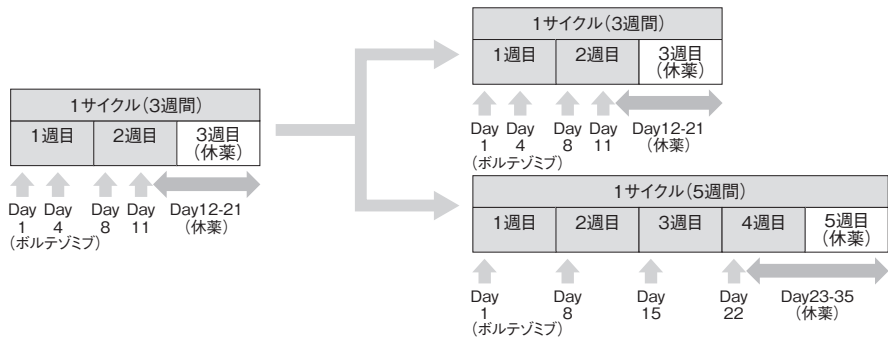 1サイクル(3週間)
1週目 2週目 3週目
(休薬)
Day Day Day Day Day12-21
1 4 8 11 (休薬)
(ボルテゾミブ)
1サイクル(3週間)
1週目 2週目 3週目
(休薬)
Day Day Day Day Day12-21
1 4 8 11 (休薬)
(ボルテゾミブ)
1サイクル(5週間)
1週目 2週目 3週目 4週目 5週目
(休薬)
Day Day Day Day Day23-35
1 8 15 22 (休薬)
(ボルテゾミブ)